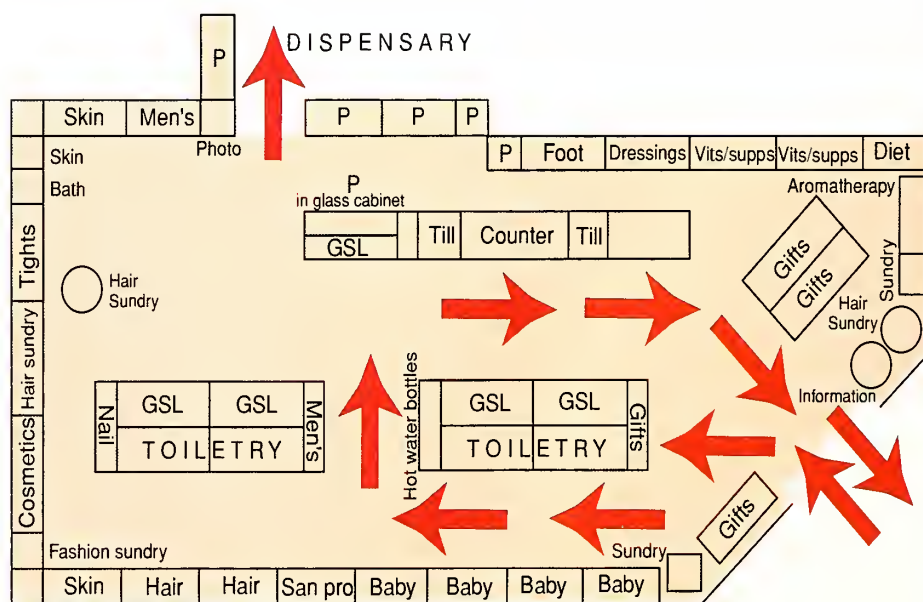 DISPENSARY
P
Skin
Men's
P
P
P
Photo
Skin
P
Foot
Dressings
Vits/supps
Vits/supps
Diet
Bath
P
in glass cabinet
Aromatherapy
GSL
Till
Counter
Till
Gifts
Gifts
Sundry
Tights
Hair
Sundry
Hair
Sundry
Hair sundry
Information
Nail
GSL
GSL
Men's
TOILETRY
Hot water bottles
GSL
GSL
Gifts
TOILETRY
Cosmetics
Gifts
Fashion sundry
Sundry
Skin
Hair
Hair
San pro
Baby
Baby
Baby
Baby